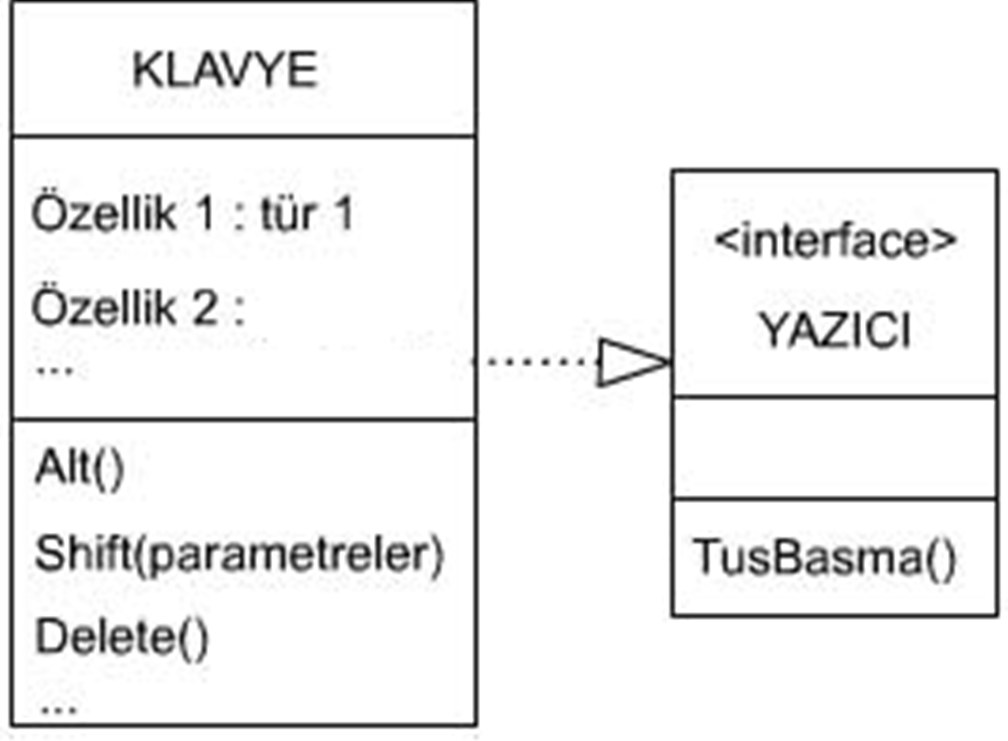 KLAVYE
Özellik 1 : tür 1
Özellik 2 :
...
Alt()
Shift(parametreler)
Delete()
...
<interface>
YAZICI
TusBasma()